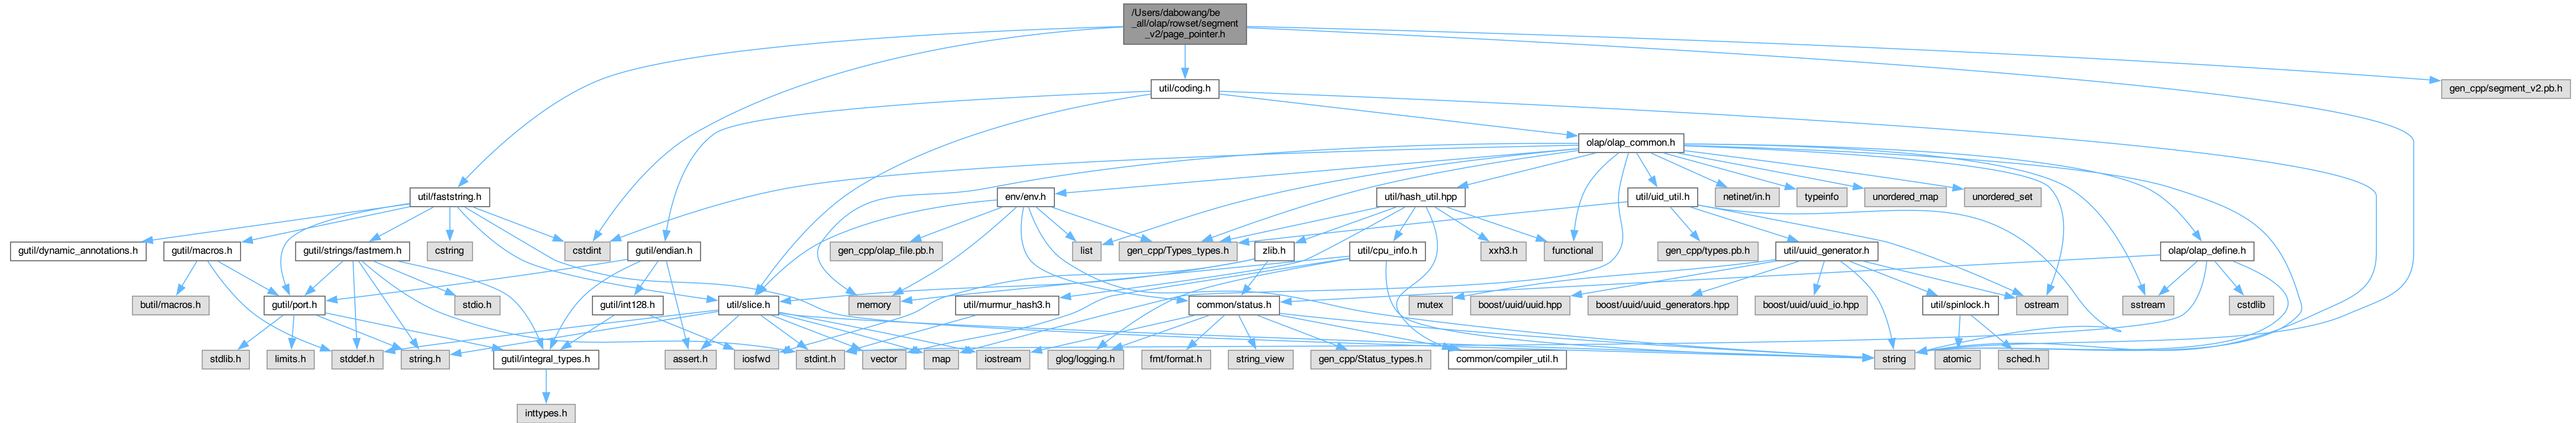 /Users/dabowang/be
_all/olap/rowset/segment
_v2/page_pointer.h
util/coding.h
gen_cpp/segment_v2.pb.h
olap/olap_common.h
util/faststring.h
env/env.h
util/hash_util.hpp
util/uid_util.h
netinet/in.h
typeinfo
unordered_map
unordered_set
gutil/dynamic_annotations.h
gutil/macros.h
gutil/strings/fastmem.h
cstring
cstdint
gutil/endian.h
gen_cpp/olap_file.pb.h
list
gen_cpp/Types_types.h
zlib.h
util/cpu_info.h
xxh3.h
functional
gen_cpp/types.pb.h
util/uuid_generator.h
olap/olap_define.h
butil/macros.h
gutil/port.h
stdio.h
gutil/int128.h
util/slice.h
memory
util/murmur_hash3.h
common/status.h
mutex
boost/uuid/uuid.hpp
boost/uuid/uuid_generators.hpp
boost/uuid/uuid_io.hpp
util/spinlock.h
ostream
sstream
cstdlib
stdlib.h
limits.h
stddef.h
string.h
gutil/integral_types.h
assert.h
iosfwd
stdint.h
vector
map
iostream
glog/logging.h
fmt/format.h
string_view
gen_cpp/Status_types.h
common/compiler_util.h
string
atomic
sched.h
inttypes.h